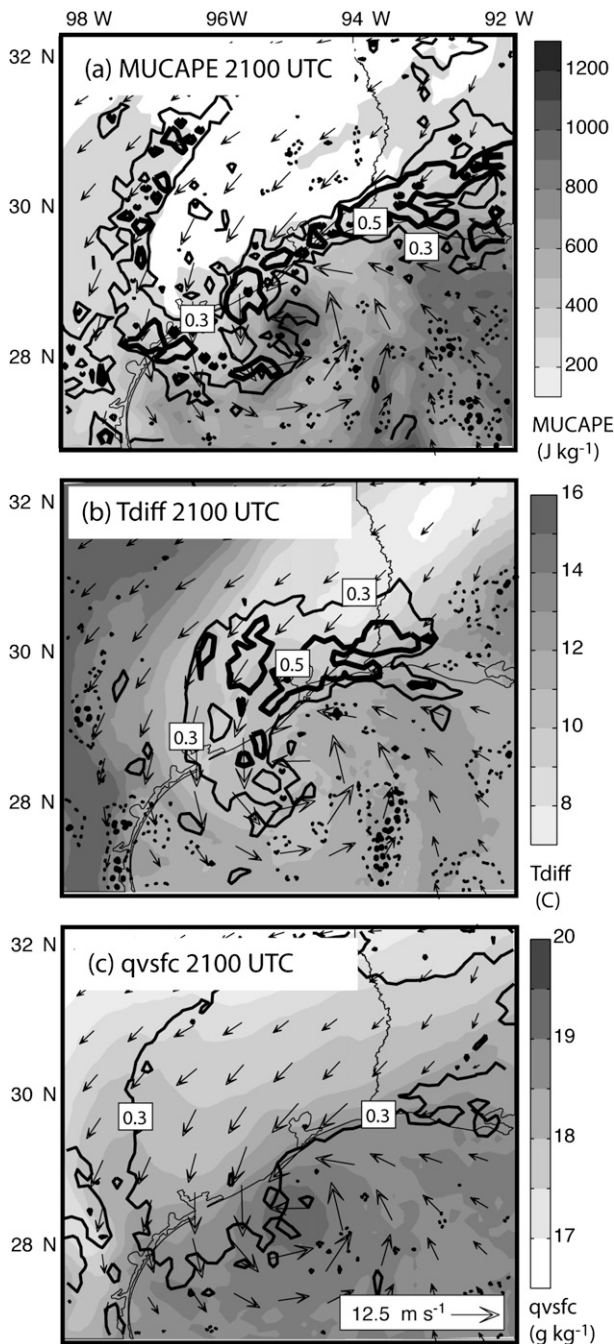 98 W 96W 94 W 92 W
32 N
(a) MUCAPE 2100 UTC
1200
1000
30 N
0.5
800
0.3
600
0.3
400
28 N
200
MUCAPE
(J kg-1)
32 N
(b) Tdiff 2100 UTC
16
14
0.3
30 N
12
0.5
0.3
10
28 N
8
Tdiff
(C)
32 N
(c) qvsfc 2100 UTC
20
19
30 N
0.3
0.3
18
28 N
17
12.5 m s-1
qvsfc
(g kg-1)